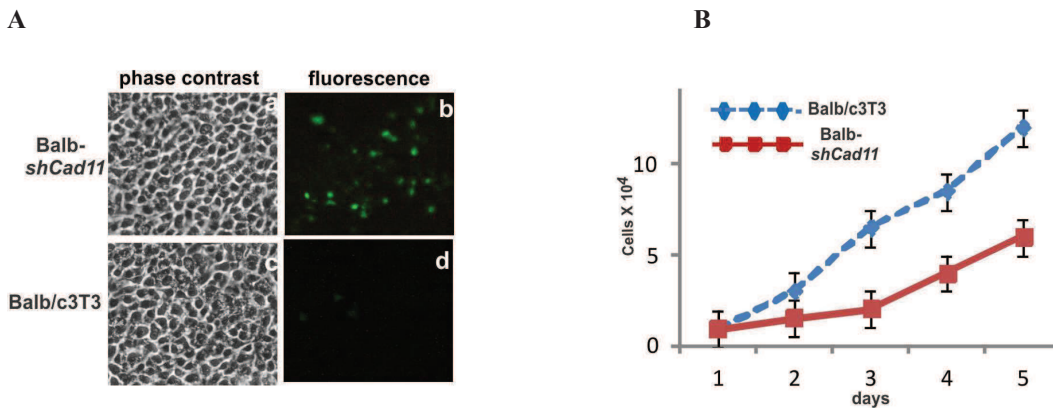 A
phase contrast fluorescence
Balb-
shCad11
a
b
Balb/c3T3
c
d
B
Balb/c3T3
Balb-
shCad11
Cells X 10⁴
10
5
0
1 2 3 4 5
days